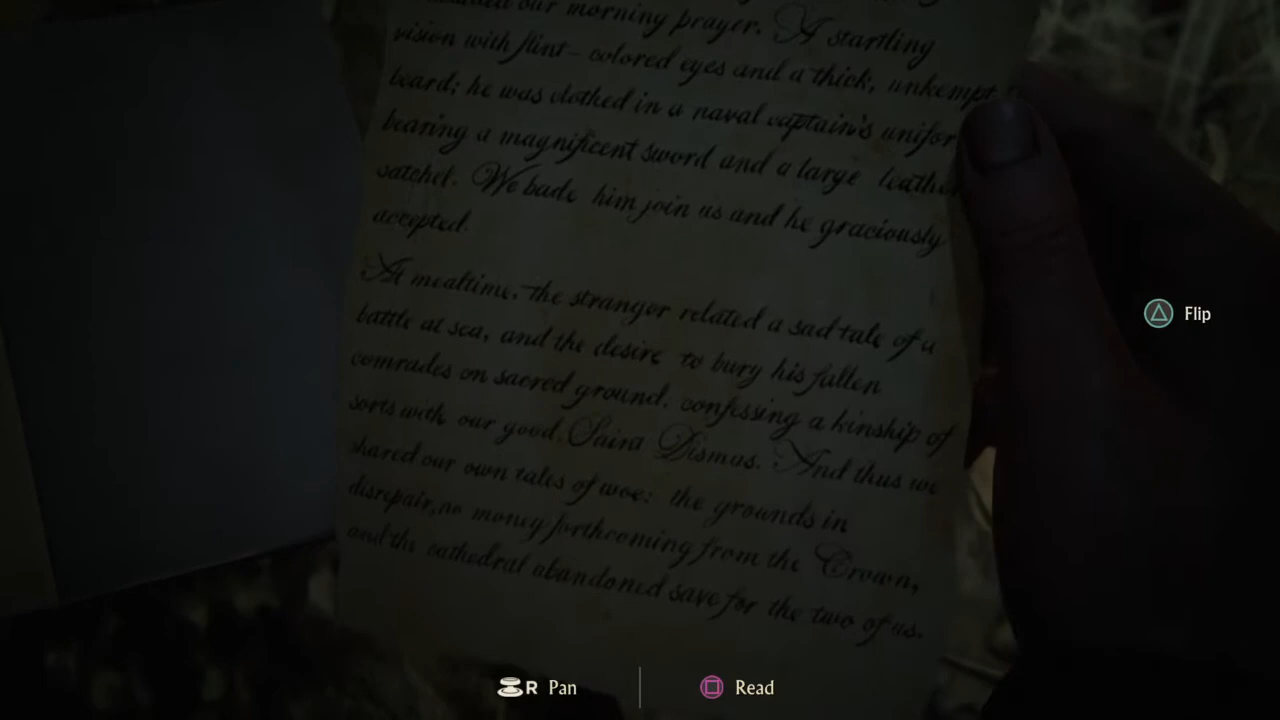 our morning prayer. A startling
vision with flint-colored eyes and a thick, unkempt
beard; he was clothed in a naval captain's unifor
bearing a magnificent sword and a large leather
satchel. We bade him join us and he graciously
accepted.
At mealtime, the stranger related a sad tale of a
battle at sea, and the desire to bury his fallen
comrades on sacred ground. confessing a kinship of
sorts with our good Saint Dismas. And thus we
shared our own tales of woe: the grounds in
disrepair, no money forthcoming from the Crown,
and the cathedral abandoned save for the two of us.
Flip
R Pan
Read